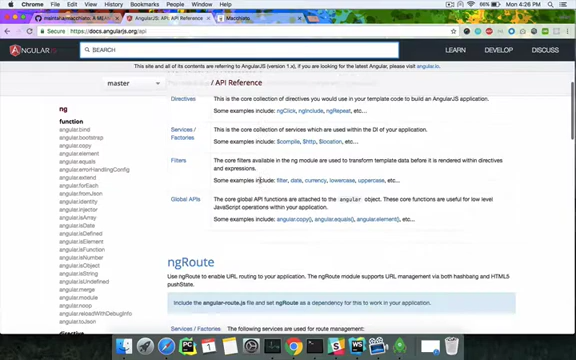 Chrome File Edit View History Bookmarks People Window Help
Mon 4:26 PM
AngularJS: API: API Reference
Macchiato
Secure https://docs.angularjs.org/api
SEARCH
LEARN DEVELOP DISCUSS
This site and all of its contents are referring to AngularJS (version 1.x), if you are looking for the latest Angular, please visit angular.io.
master
/ API Reference
ng
function
angular.bind
angular.bootstrap
angular.copy
angular.element
angular.equals
angular.errorHandlingConfig
angular.extend
angular.forEach
angular.fromJson
angular.identity
angular.injector
angular.isArray
angular.isDate
angular.isDefined
angular.isElement
angular.isFunction
angular.isNumber
angular.isObject
angular.isString
angular.isUndefined
angular.merge
angular.module
angular.noop
angular.reloadWithDebugInfo
angular.toJson
Directives
This is the core collection of directives you would use in your template code to build an AngularJS application.
Some examples include: ngClick, ngInclude, ngRepeat, etc...
Services /
Factories
This is the core collection of services which are used within the DI of your application.
Some examples include: $compile, $http, $location, etc...
Filters
The core filters available in the ng module are used to transform template data before it is rendered within directives
and expressions.
Some examples include: filter, date, currency, lowercase, uppercase, etc...
Global APIs
The core global API functions are attached to the angular object. These core functions are useful for low level
JavaScript operations within your application.
Some examples include: angular.copy(), angular.equals(), angular.element(), etc...
ngRoute
Use ngRoute to enable URL routing to your application. The ngRoute module supports URL management via both hashbang and HTML5
pushState.
Include the angular-route.js file and set ngRoute as a dependency for this to work in your application.
Services / Factories
The following services are used for route management: